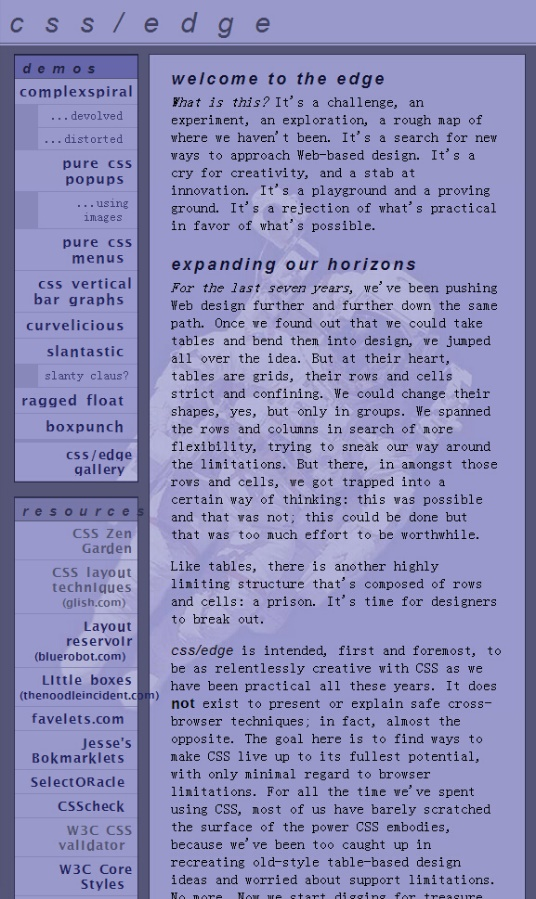 css/edge
demos
complexspiral
...devolved
...distorted
pure css
popups
...using
images
pure css
menus
css vertical
bar graphs
curvelicious
slantastic
slanty claus?
ragged float
boxpunch
css/edge
gallery
resources
CSS Zen
Garden
CSS layout
techniques
(glish.com)
Layout
reservoir
(bluerobot.com)
Little boxes
(thenoodleincident.com)
favelets.com
Jesse's
Bokmarklets
SelectORacle
CSScheck
W3C CSS
validator
W3C Core
Styles
welcome to the edge
What is this? It's a challenge, an
experiment, an exploration, a rough map of
where we haven't been. It's a search for new
ways to approach Web-based design. It's a
cry for creativity, and a stab at
innovation. It's a playground and a proving
ground. It's a rejection of what's practical
in favor of what's possible.
expanding our horizons
For the last seven years, we've been pushing
Web design further and further down the same
path. Once we found out that we could take
tables and bend them into design, we jumped
all over the idea. But at their heart,
tables are grids, their rows and cells
strict and confining. We could change their
shapes, yes, but only in groups. We spanned
the rows and columns in search of more
flexibility, trying to sneak our way around
the limitations. But there, in amongst those
rows and cells, we got trapped into a
certain way of thinking: this was possible
and that was not; this could be done but
that was too much effort to be worthwhile.
Like tables, there is another highly
limiting structure that's composed of rows
and cells: a prison. It's time for designers
to break out.
css/edge is intended, first and foremost, to
be as relentlessly creative with CSS as we
have been practical all these years. It does
not exist to present or explain safe cross-
browser techniques; in fact, almost the
opposite. The goal here is to find ways to
make CSS live up to its fullest potential,
with only minimal regard to browser
limitations. For all the time we've spent
using CSS, most of us have barely scratched
the surface of the power CSS embodies,
because we've been too caught up in
recreating old-style table-based design
ideas and worried about support limitations.
No more. Now we start digging for treasure